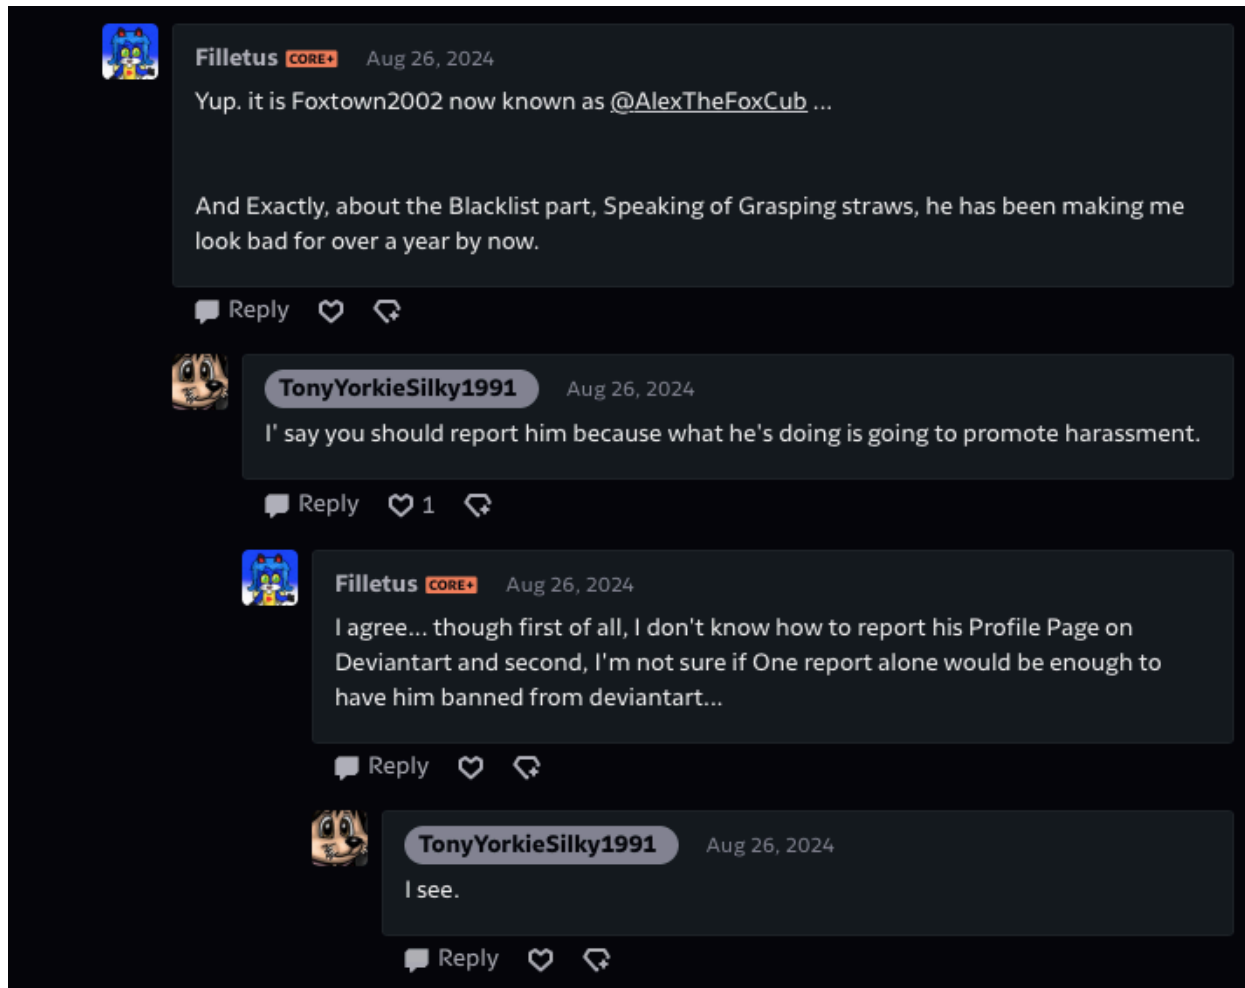 Filletus CORE+ Aug 26, 2024
Yup. it is Foxtown2002 now known as @AlexTheFoxCub ...
And Exactly, about the Blacklist part, Speaking of Grasping straws, he has been making me
look bad for over a year by now.
Reply
TonyYorkieSilky1991 Aug 26, 2024
I' say you should report him because what he's doing is going to promote harassment.
Reply 1
Filletus CORE+ Aug 26, 2024
I agree... though first of all, I don't know how to report his Profile Page on
Deviantart and second, I'm not sure if One report alone would be enough to
have him banned from deviantart...
Reply
TonyYorkieSilky1991 Aug 26, 2024
I see.
Reply